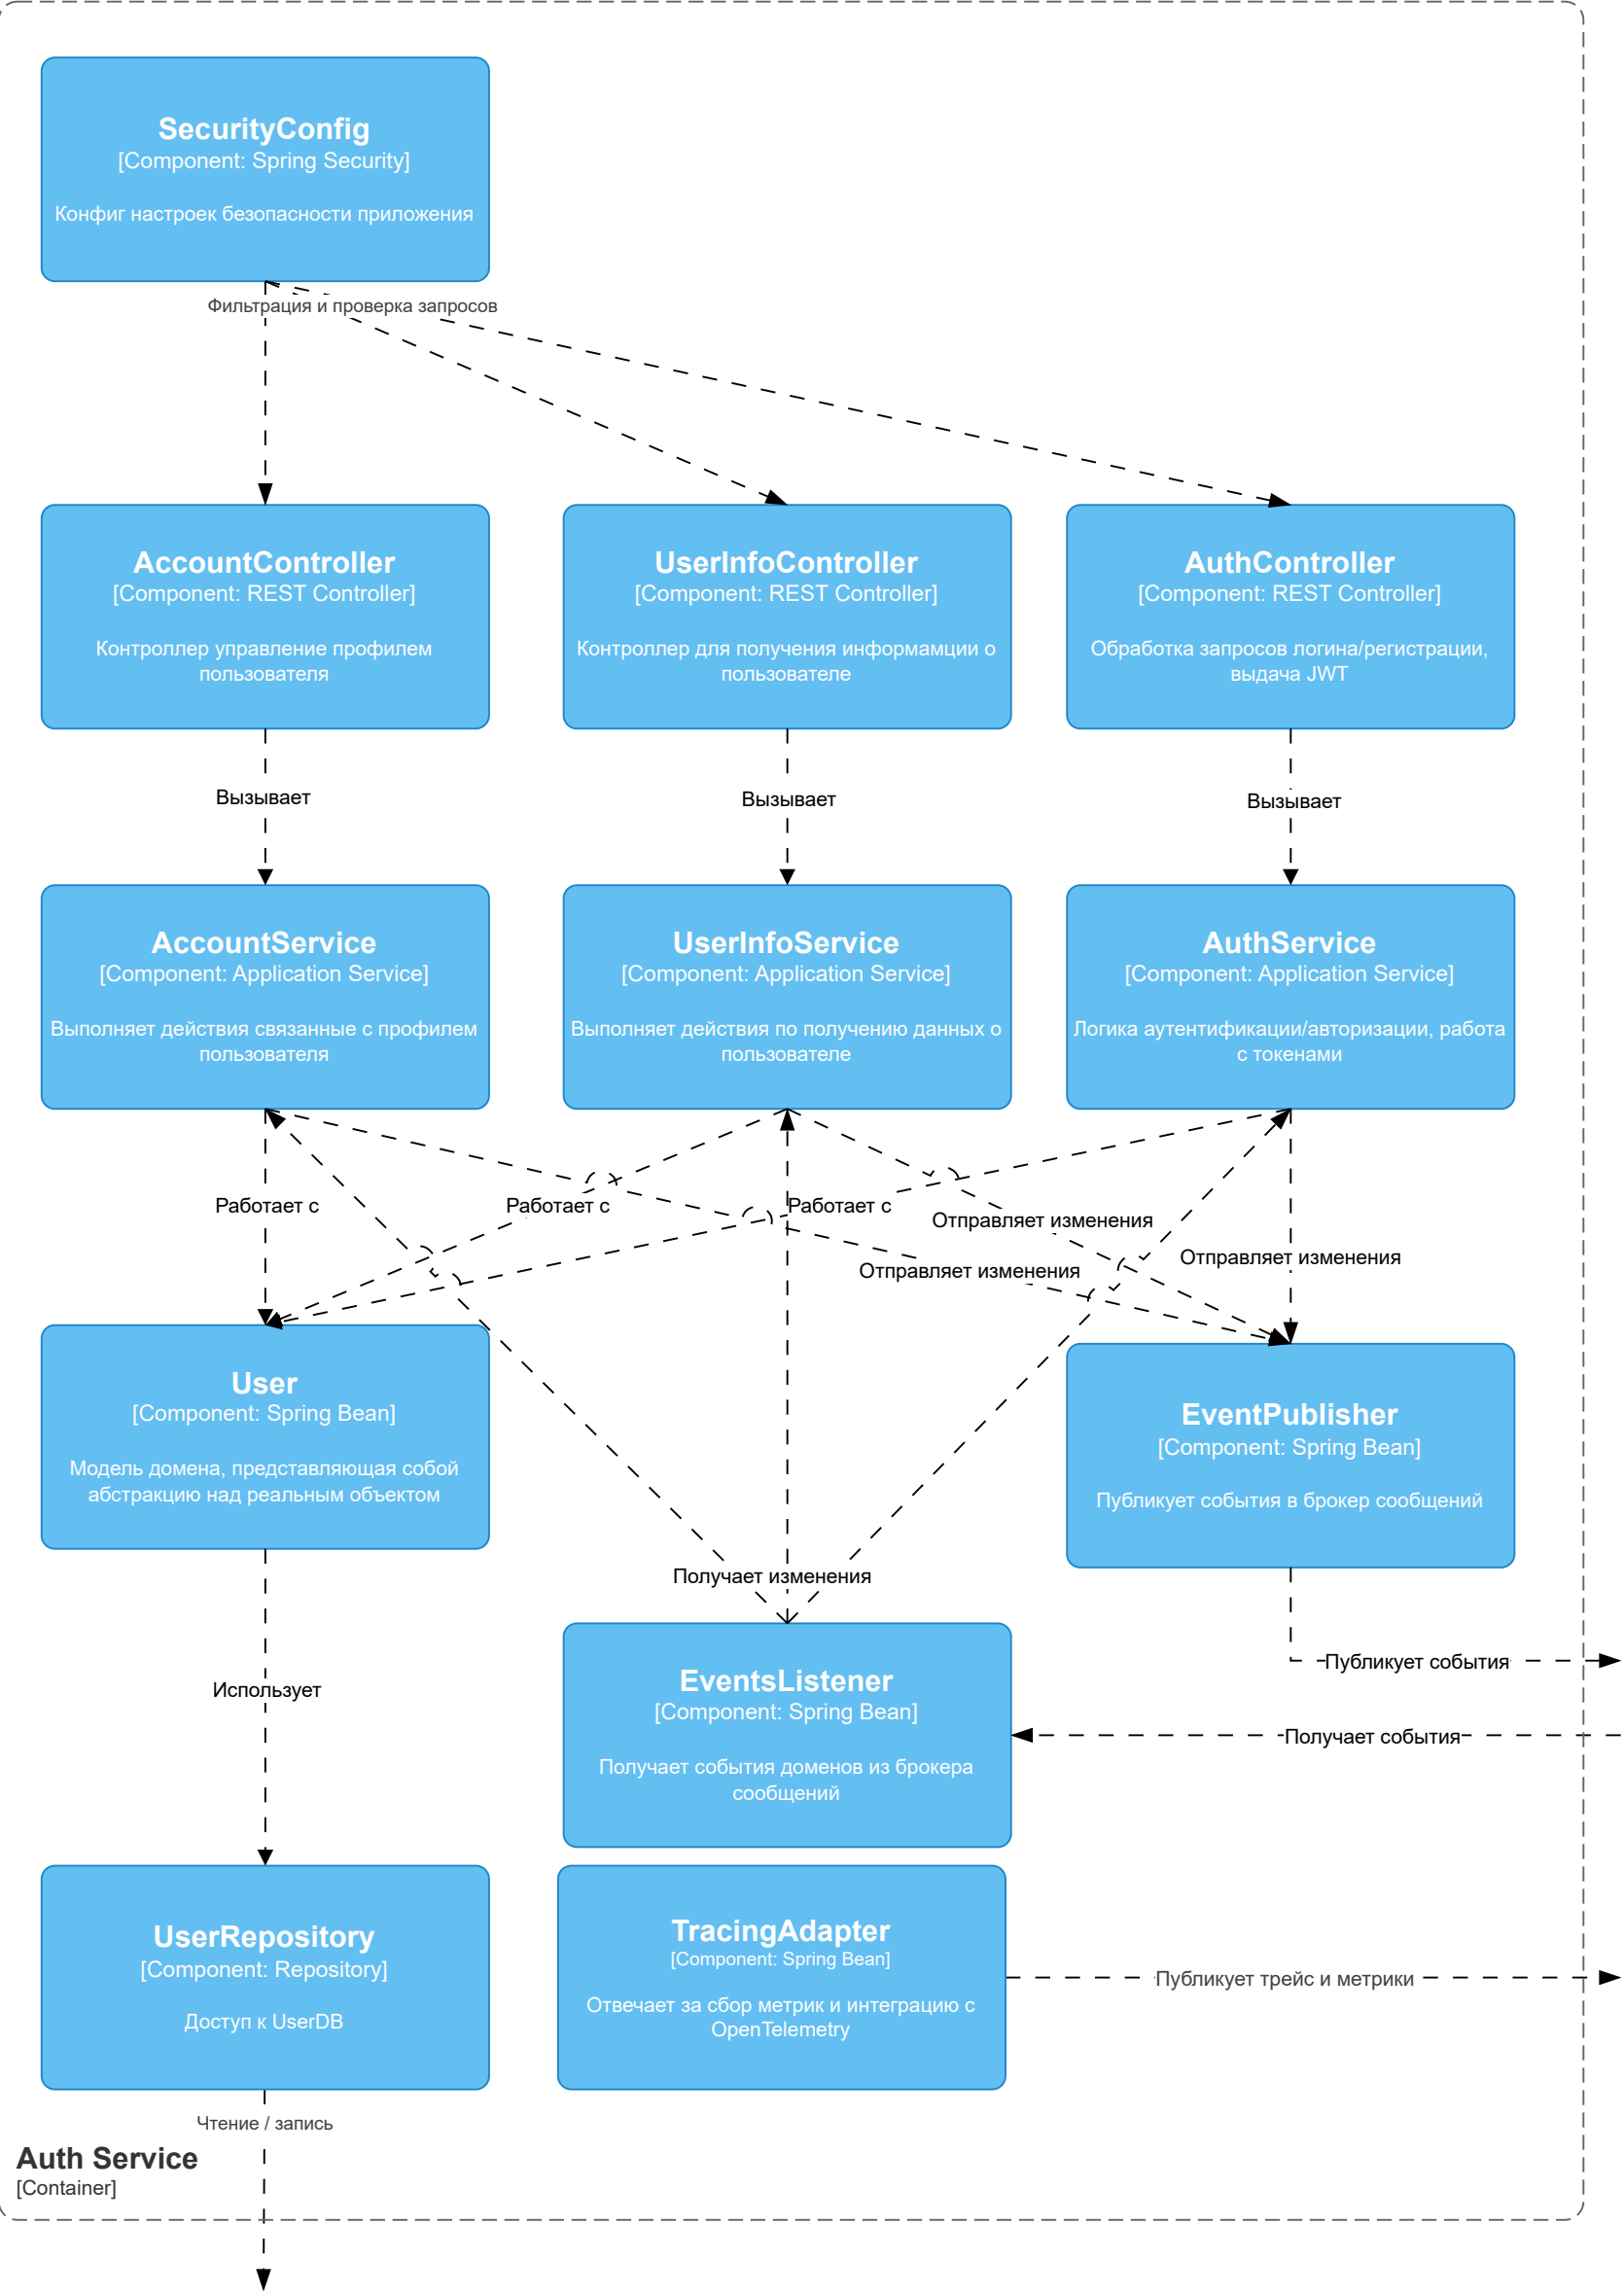 SecurityConfig
[Component: Spring Security]
Конфиг настроек безопасности приложения
Фильтрация и проверка запросов
AccountController
[Component: REST Controller]
Контроллер управление профилем
пользователя
UserInfoController
[Component: REST Controller]
Контроллер для получения информамции о
пользователе
AuthController
[Component: REST Controller]
Обработка запросов логина/регистрации,
выдача JWT
Вызывает
Вызывает
Вызывает
AccountService
[Component: Application Service]
Выполняет действия связанные с профилем
пользователя
UserInfoService
[Component: Application Service]
Выполняет действия по получению данных о
пользователе
AuthService
[Component: Application Service]
Логика аутентификации/авторизации, работа
с токенами
Работает с
Работает с
Работает с
Отправляет изменения
Отправляет изменения
Отправляет изменения
User
[Component: Spring Bean]
Модель домена, представляющая собой
абстракцию над реальным объектом
EventPublisher
[Component: Spring Bean]
Публикует события в брокер сообщений
Получает изменения
Публикует события
Использует
EventsListener
[Component: Spring Bean]
Получает события доменов из брокера
сообщений
Получает события
UserRepository
[Component: Repository]
Доступ к UserDB
TracingAdapter
[Component: Spring Bean]
Отвечает за сбор метрик и интеграцию с
OpenTelemetry
Публикует трейс и метрики
Чтение / запись
Auth Service
[Container]